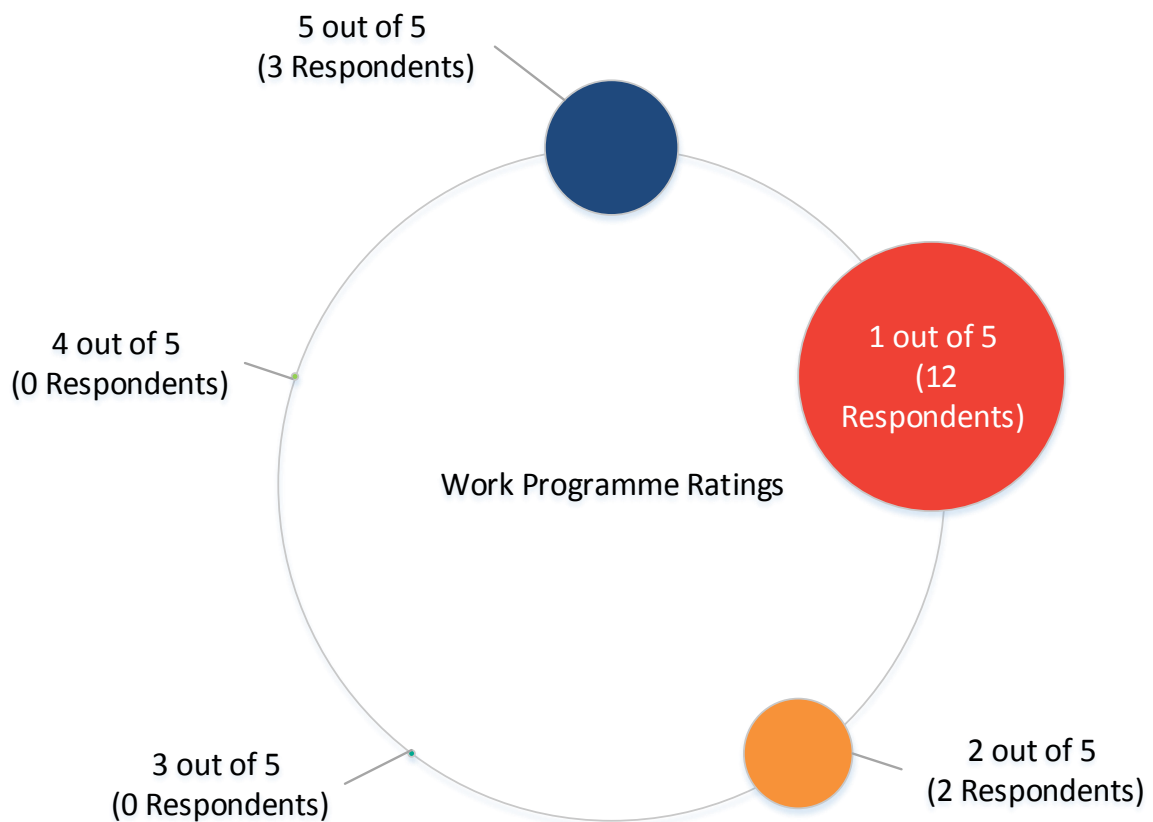 5 out of 5
(3 Respondents)
1 out of 5
(12
Respondents)
4 out of 5
(0 Respondents)
Work Programme Ratings
3 out of 5
(0 Respondents)
2 out of 5
(2 Respondents)